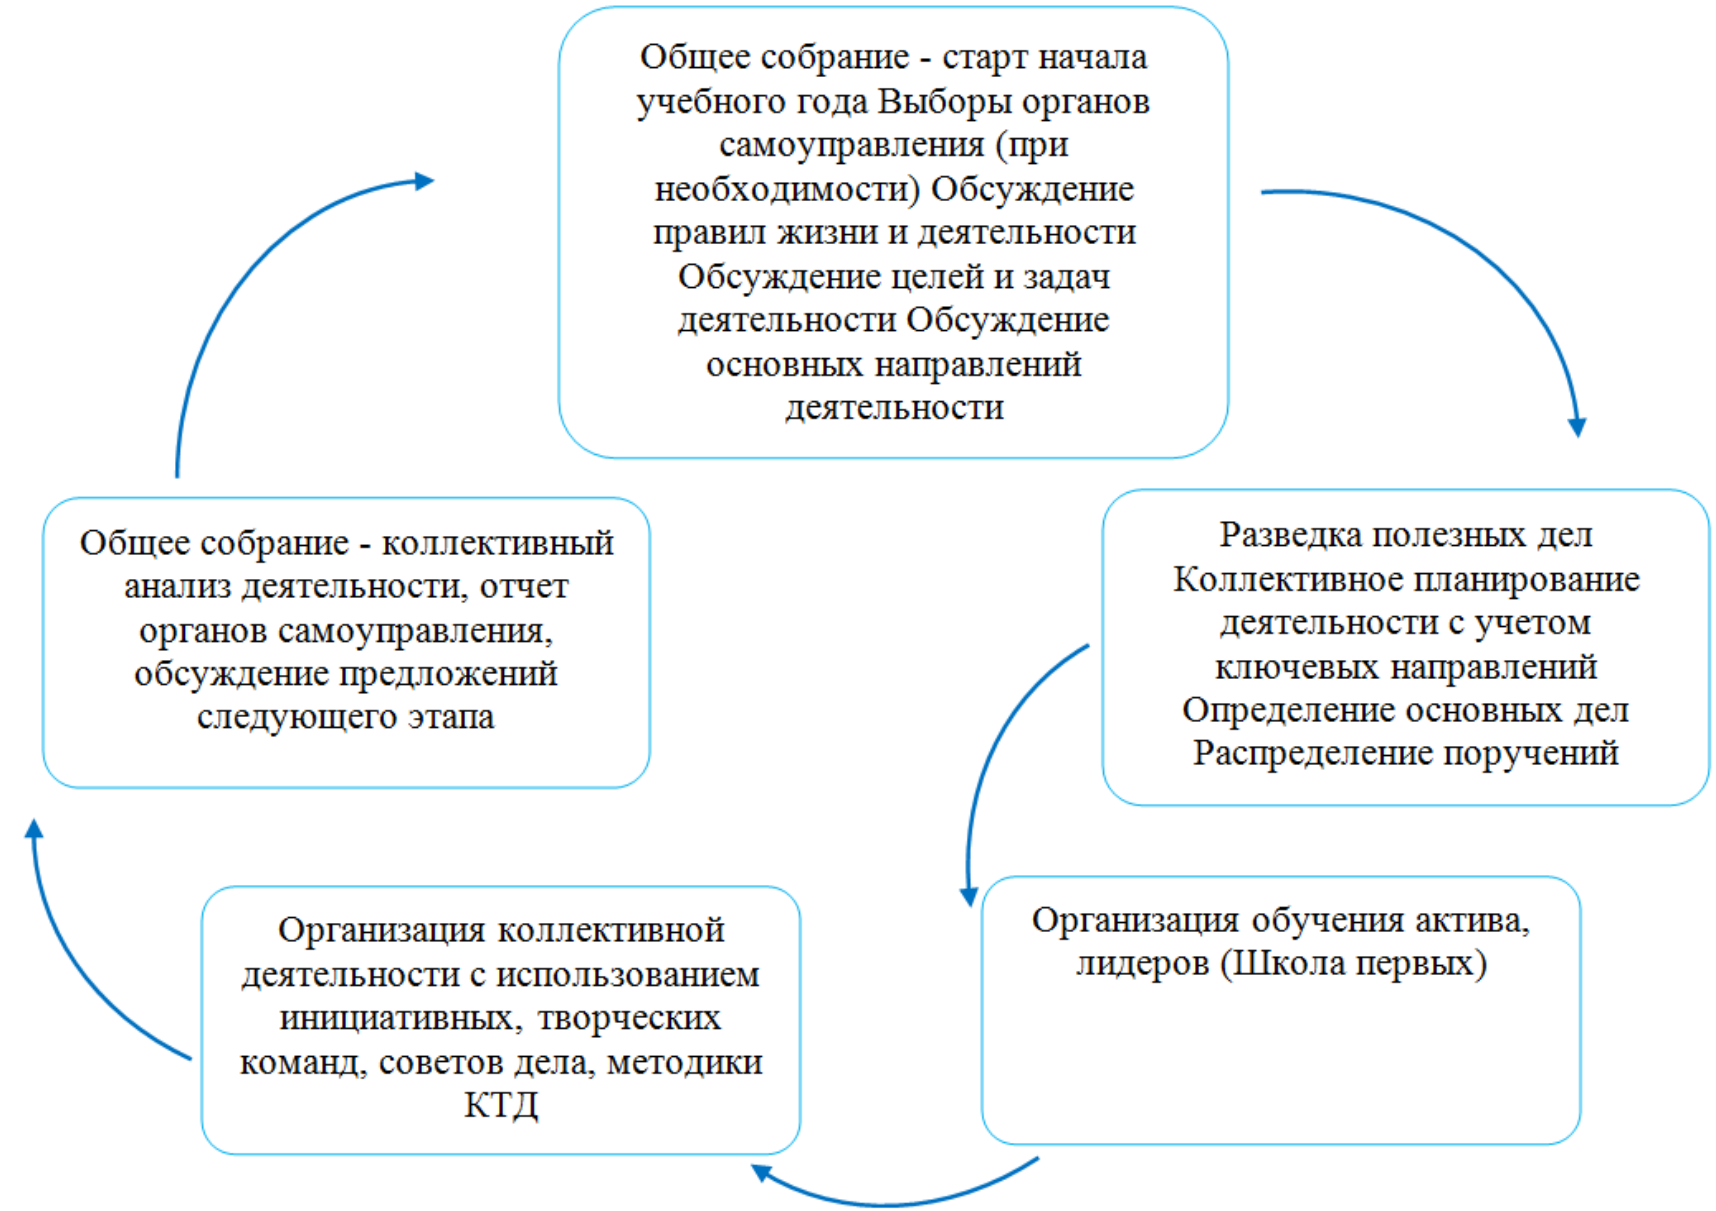 Общее собрание - старт начала
учебного года Выборы органов
самоуправления (при
необходимости) Обсуждение
правил жизни и деятельности
Обсуждение целей и задач
деятельности Обсуждение
основных направлений
деятельности
Разведка полезных дел
Коллективное планирование
деятельности с учетом
ключевых направлений
Определение основных дел
Распределение поручений
Организация обучения актива,
лидеров (Школа первых)
Организация коллективной
деятельности с использованием
инициативных, творческих
команд, советов дела, методики
КТД
Общее собрание - коллективный
анализ деятельности, отчет
органов самоуправления,
обсуждение предложений
следующего этапа